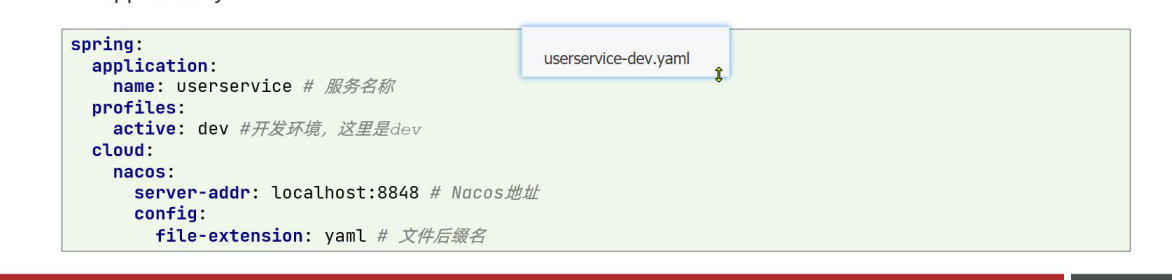 spring:
userservice-dev.yaml
application:
name: userservice # 服务名称
profiles:
active: dev #开发环境，这里是dev
cloud:
nacos:
server-addr: localhost:8848 # Nacos地址
config:
file-extension: yaml # 文件后缀名